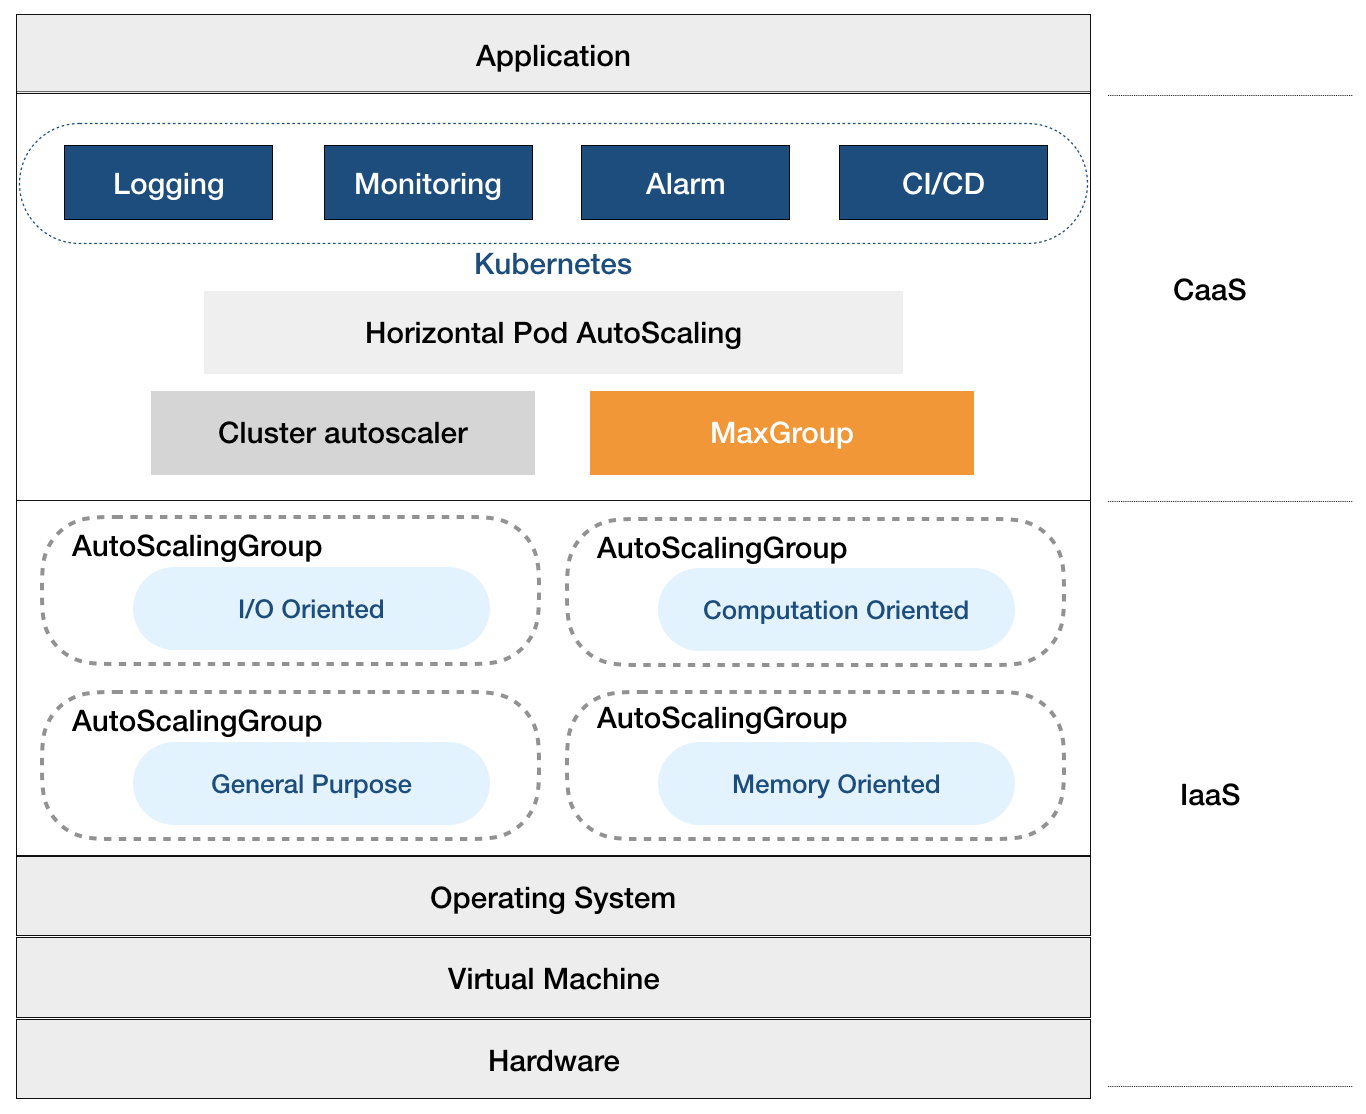 Application
Logging
Monitoring
Alarm
CI/CD
Kubernetes
CaaS
Horizontal Pod AutoScaling
Cluster autoscaler
MaxGroup
AutoScalingGroup
I/O Oriented
AutoScalingGroup
Computation Oriented
AutoScalingGroup
General Purpose
AutoScalingGroup
Memory Oriented
IaaS
Operating System
Virtual Machine
Hardware